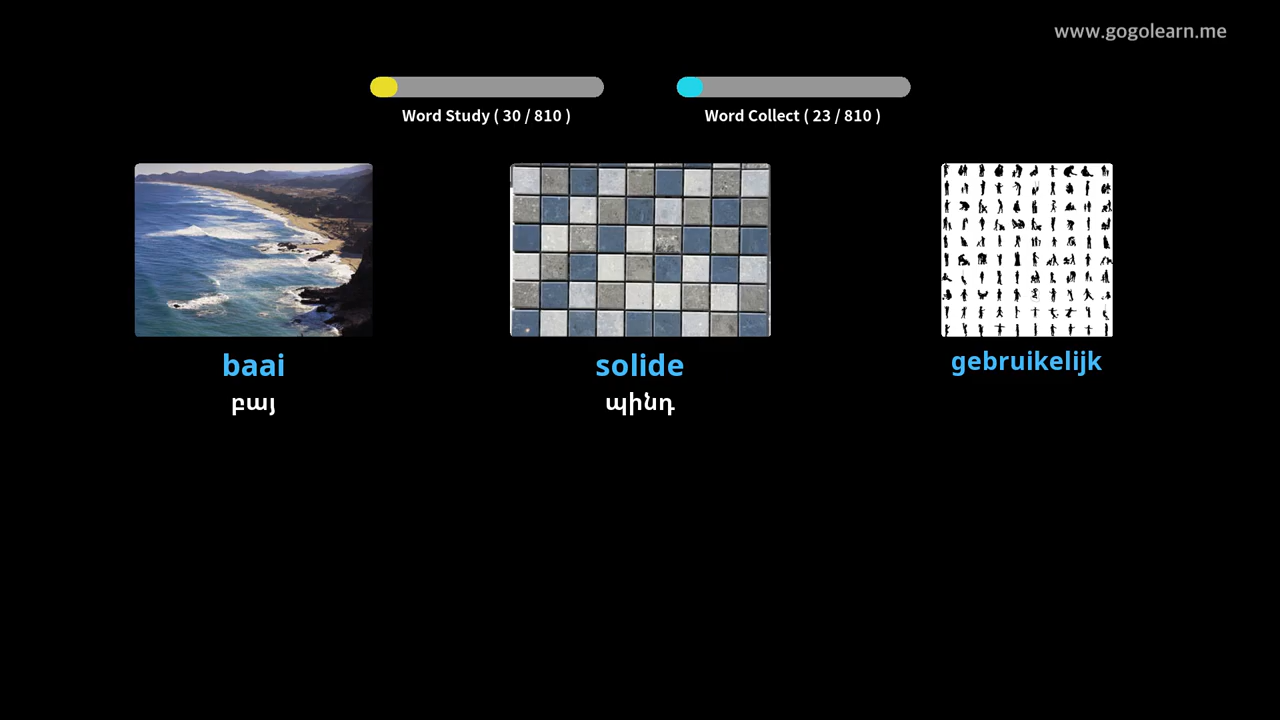 www.gogolearn.me
Word Study ( 30 / 810 )
Word Collect ( 23 / 810 )
baai
solide
gebruikelijk
բայ
պինդ